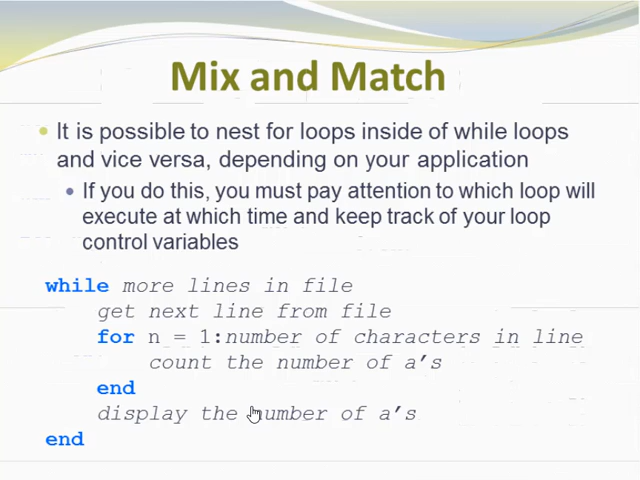 Mix and Match
It is possible to nest for loops inside of while loops
and vice versa, depending on your application
If you do this, you must pay attention to which loop will
execute at which time and keep track of your loop
control variables
while more lines in file
get next line from file
for n = 1:number of characters in line
count the number of a's
end
display the number of a's
end